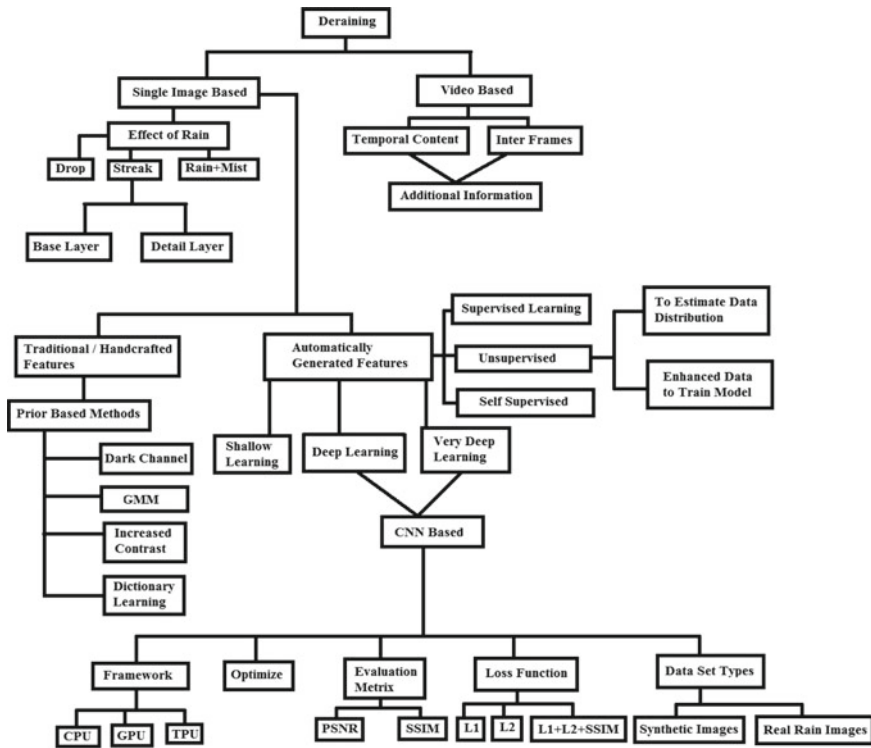 Deraining
Single Image Based
Video Based
Effect of Rain
Temporal Content
Inter Frames
Drop
Streak
Rain+Mist
Additional Information
Base Layer
Detail Layer
Supervised Learning
To Estimate Data
Distribution
Traditional / Handcrafted
Features
Automatically
Generated Features
Unsupervised
Enhanced Data
to Train Model
Self Supervised
Prior Based Methods
Shallow
Learning
Deep Learning
Very Deep
Learning
Dark Channel
GMM
CNN Based
Increased
Contrast
Dictionary
Learning
Framework
Optimize
Evaluation
Metrix
Loss Function
Data Set Types
CPU
GPU
TPU
PSNR
SSIM
L1
L2
L1+L2+SSIM
Synthetic Images
Real Rain Images